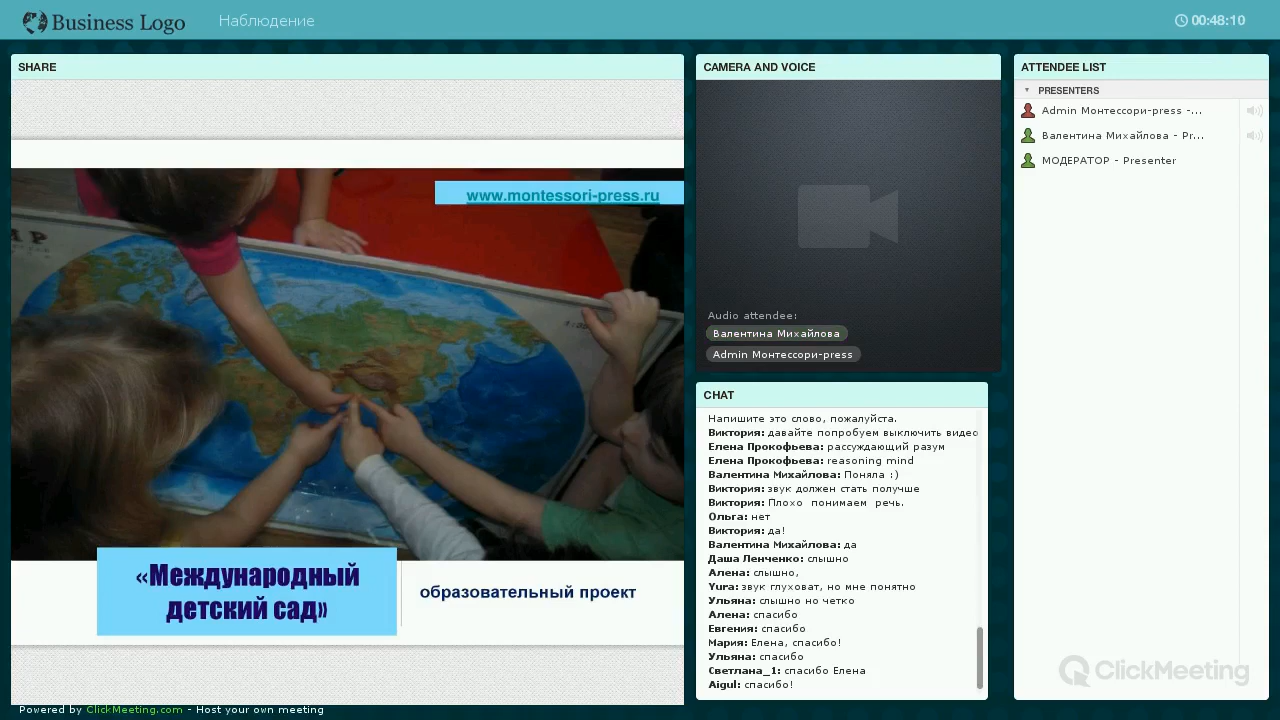 Business Logo
Наблюдение
00:48:10
SHARE
www.montessori-press.ru
«Международный
детский сад»
образовательный проект
Powered by ClickMeeting.com - Host your own meeting
CAMERA AND VOICE
Audio attendee:
Валентина Михайлова
Admin Монтессори-press
CHAT
Напишите это слово, пожалуйста.
Виктория: давайте попробуем выключить видео
Елена Прокофьева: рассуждающий разум
Елена Прокофьева: reasoning mind
Валентина Михайлова: Поняла :)
Виктория: звук должен стать получше
Виктория: Плохо понимаем речь.
Ольга: нет
Виктория: да!
Валентина Михайлова: да
Даша Ленченко: слышно
Алена: слышно,
Yura: звук глуховат, но мне понятно
Ульяна: слышно но четко
Алена: спасибо
Евгения: спасибо
Мария: Елена, спасибо!
Ульяна: спасибо
Светлана_1: спасибо Елена
Aigul: спасибо!
ATTENDEE LIST
PRESENTERS
Admin Монтессори-press -...
Валентина Михайлова - Pr...
МОДЕРАТОР - Presenter
ClickMeeting